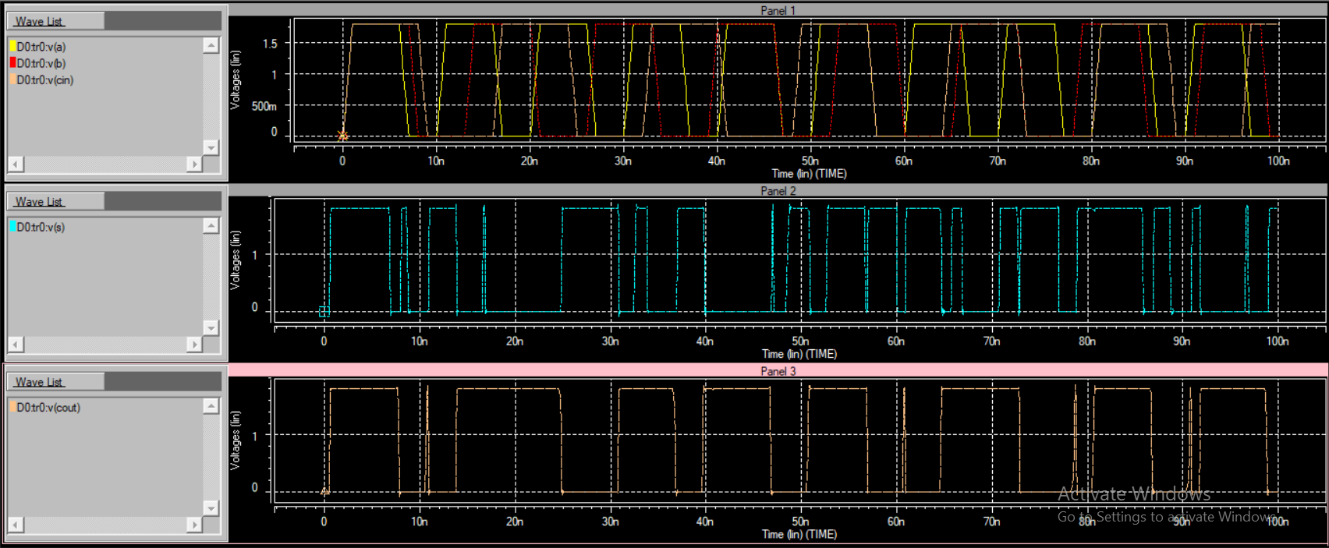 Panel 1
Wave List
D0:tr0:v(a)
D0:tr0:v(b)
D0:tr0:v(cin)
Voltages (lin)
1.5
1
500m
0
0 10n 20n 30n 40n 50n 60n 70n 80n 90n 100n
Time (lin) (TIME)
Panel 2
Wave List
D0:tr0:v(s)
Voltages (lin)
1
0
0 10n 20n 30n 40n 50n 60n 70n 80n 90n 100n
Time (lin) (TIME)
Panel 3
Wave List
D0:tr0:v(cout)
Voltages (lin)
1
0
0 10n 20n 30n 40n 50n 60n 70n 80n 90n 100n
Time (lin) (TIME)
Activate Windows
Go to Settings to activate Windows.